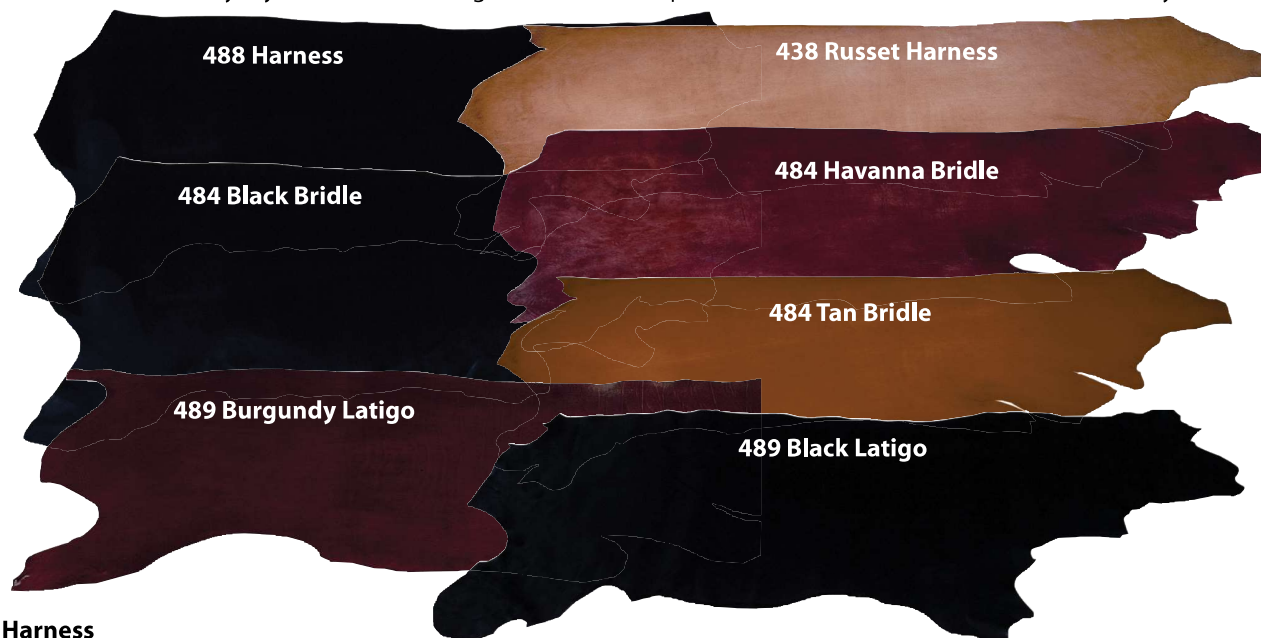 488 Harness
438 Russet Harness
484 Havanna Bridle
484 Black Bridle
484 Tan Bridle
489 Burgundy Latigo
489 Black Latigo
Harness